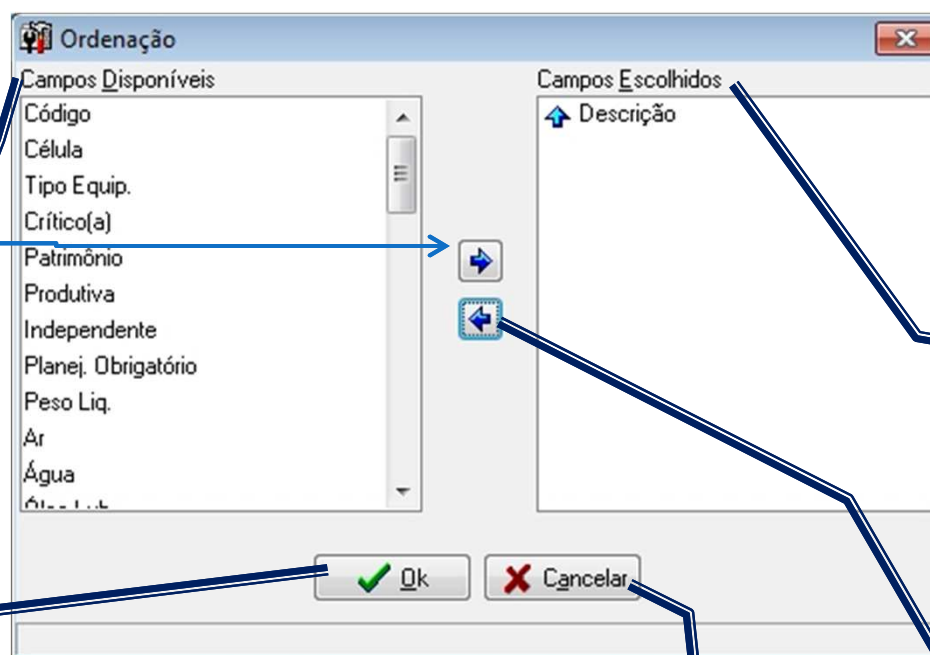 Ordenação
Campos Disponíveis
Campos Escolhidos
Código
Célula
Tipo Equip.
Crítico(a)
Patrimônio
Produtiva
Independente
Planej. Obrigatório
Peso Liq.
Ar
Água
Descrição
Ok
Cancelar